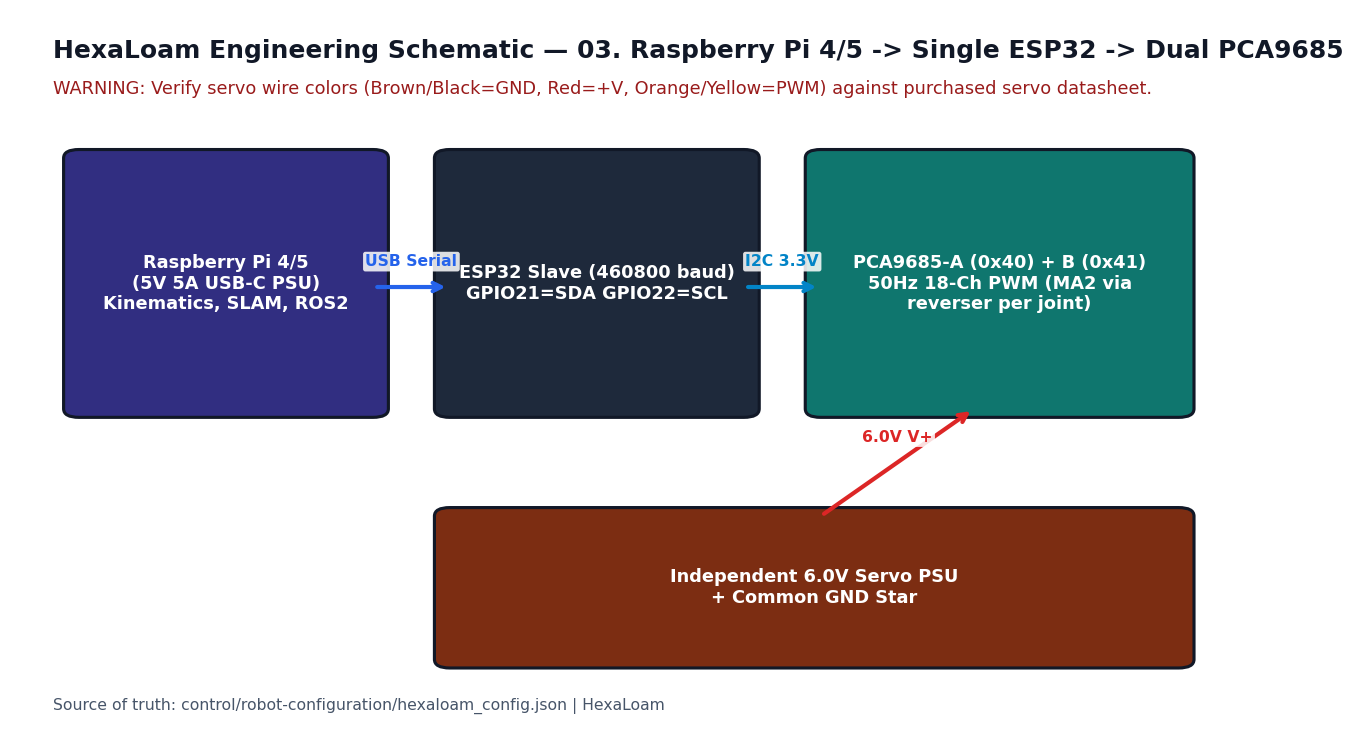 HexaLoam Engineering Schematic — 03. Raspberry Pi 4/5 -> Single ESP32 -> Dual PCA9685
WARNING: Verify servo wire colors (Brown/Black=GND, Red=+V, Orange/Yellow=PWM) against purchased servo datasheet.
Raspberry Pi 4/5
(5V 5A USB-C PSU)
Kinematics, SLAM, ROS2
USB Serial
ESP32 Slave (460800 baud)
GPIO21=SDA GPIO22=SCL
I2C 3.3V
PCA9685-A (0x40) + B (0x41)
50Hz 18-Ch PWM (MA2 via
reverser per joint)
6.0V V+
Independent 6.0V Servo PSU
+ Common GND Star
Source of truth: control/robot-configuration/hexaloam_config.json | HexaLoam